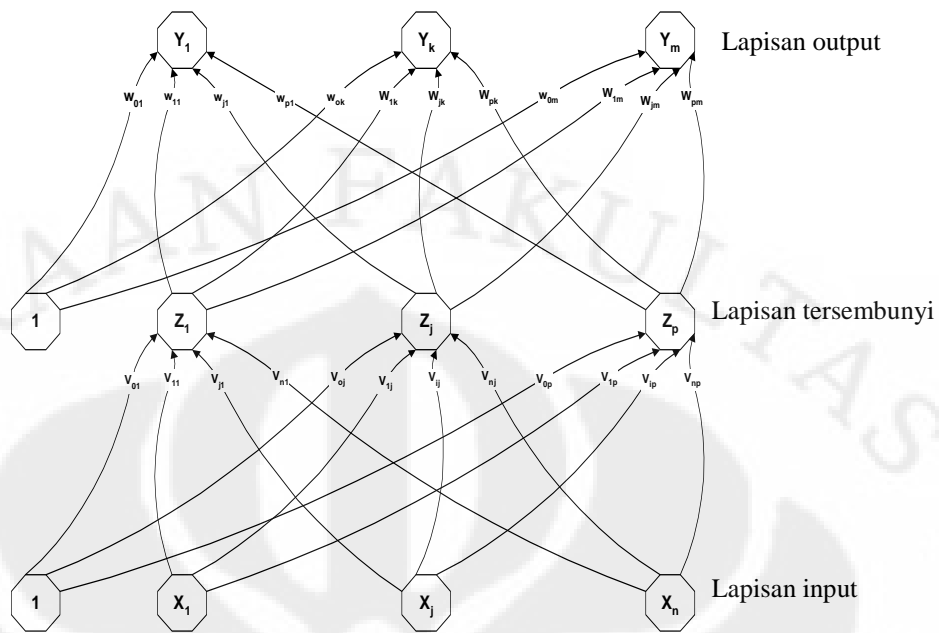 Y1 Yk Ym Lapisan output
w01 w11 wj1 wp1 wok W1k Wjk Wpk w0m W1m Wjm Wpm
AAN FAKULTAS
1 Z1 Zj Zp Lapisan tersembunyi
V01 V11 Vj1 Vn1 Voj V1j Vij Vnj V0p V1p Vip Vnp
1 X1 Xj Xn Lapisan input